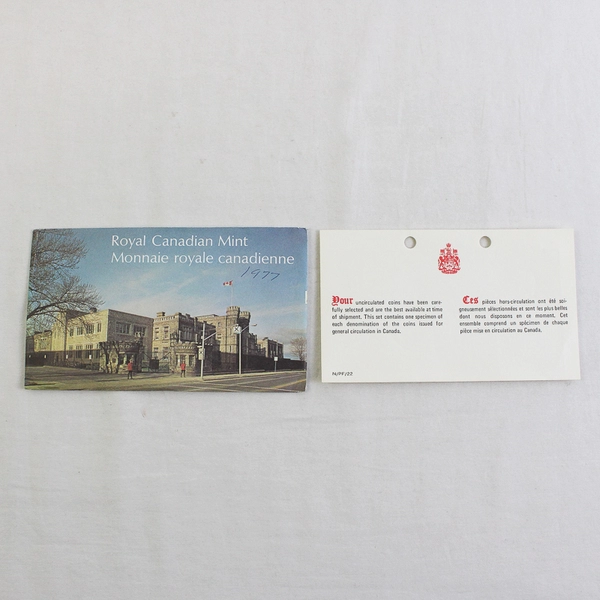 Royal Canadian Mint
Monnaie royale canadienne
1977
Your uncirculated coins have been care-
fully selected and are the best available at time
of shipment. This set contains one specimen of
each denomination of the coins issued for
general circulation in Canada.
Ces pièces hors-circulation ont été soi-
gneusement sélectionnées et sont les plus belles
dont nous disposons en ce moment. Cet
ensemble comprend un spécimen de chaque
pièce mise en circulation au Canada.
N/PF/22